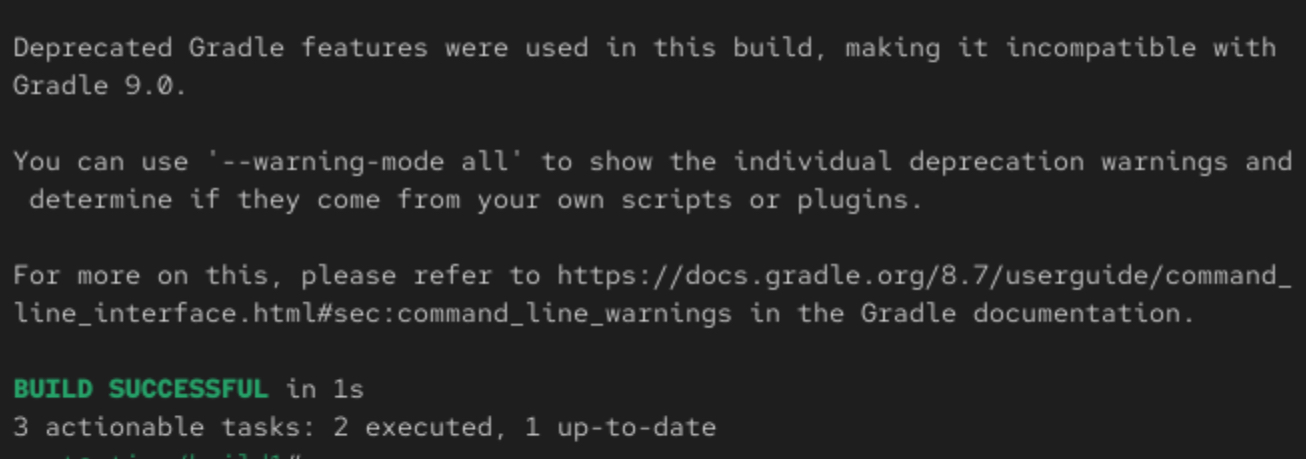 Deprecated Gradle features were used in this build, making it incompatible with
Gradle 9.0.
You can use '--warning-mode all' to show the individual deprecation warnings and
determine if they come from your own scripts or plugins.
For more on this, please refer to https://docs.gradle.org/8.7/userguide/command_
line_interface.html#sec:command_line_warnings in the Gradle documentation.
BUILD SUCCESSFUL in 1s
3 actionable tasks: 2 executed, 1 up-to-date